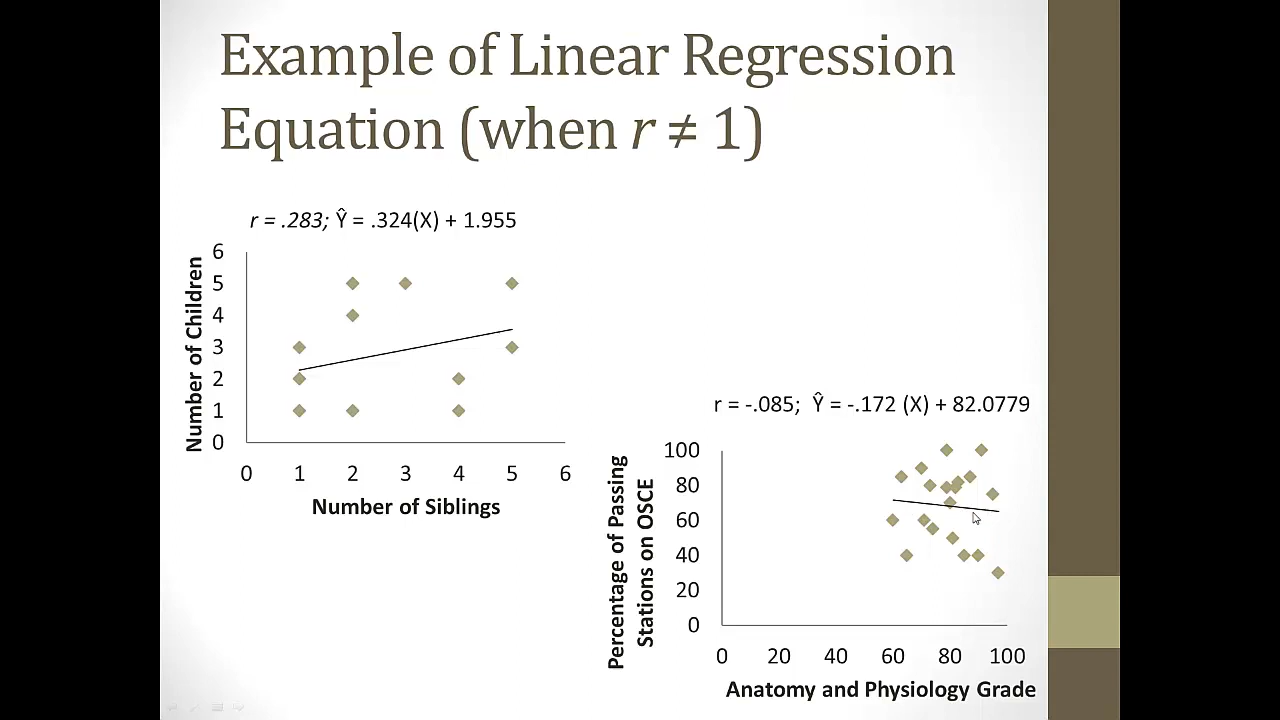 Example of Linear Regression
Equation (when r ≠ 1)
r = .283; Ŷ = .324(X) + 1.955
Number of Children
6
5
4
3
2
1
0
0 1 2 3 4 5 6
Number of Siblings
r = -.085; Ŷ = -.172 (X) + 82.0779
Percentage of Passing
Stations on OSCE
100
80
60
40
20
0
0 20 40 60 80 100
Anatomy and Physiology Grade